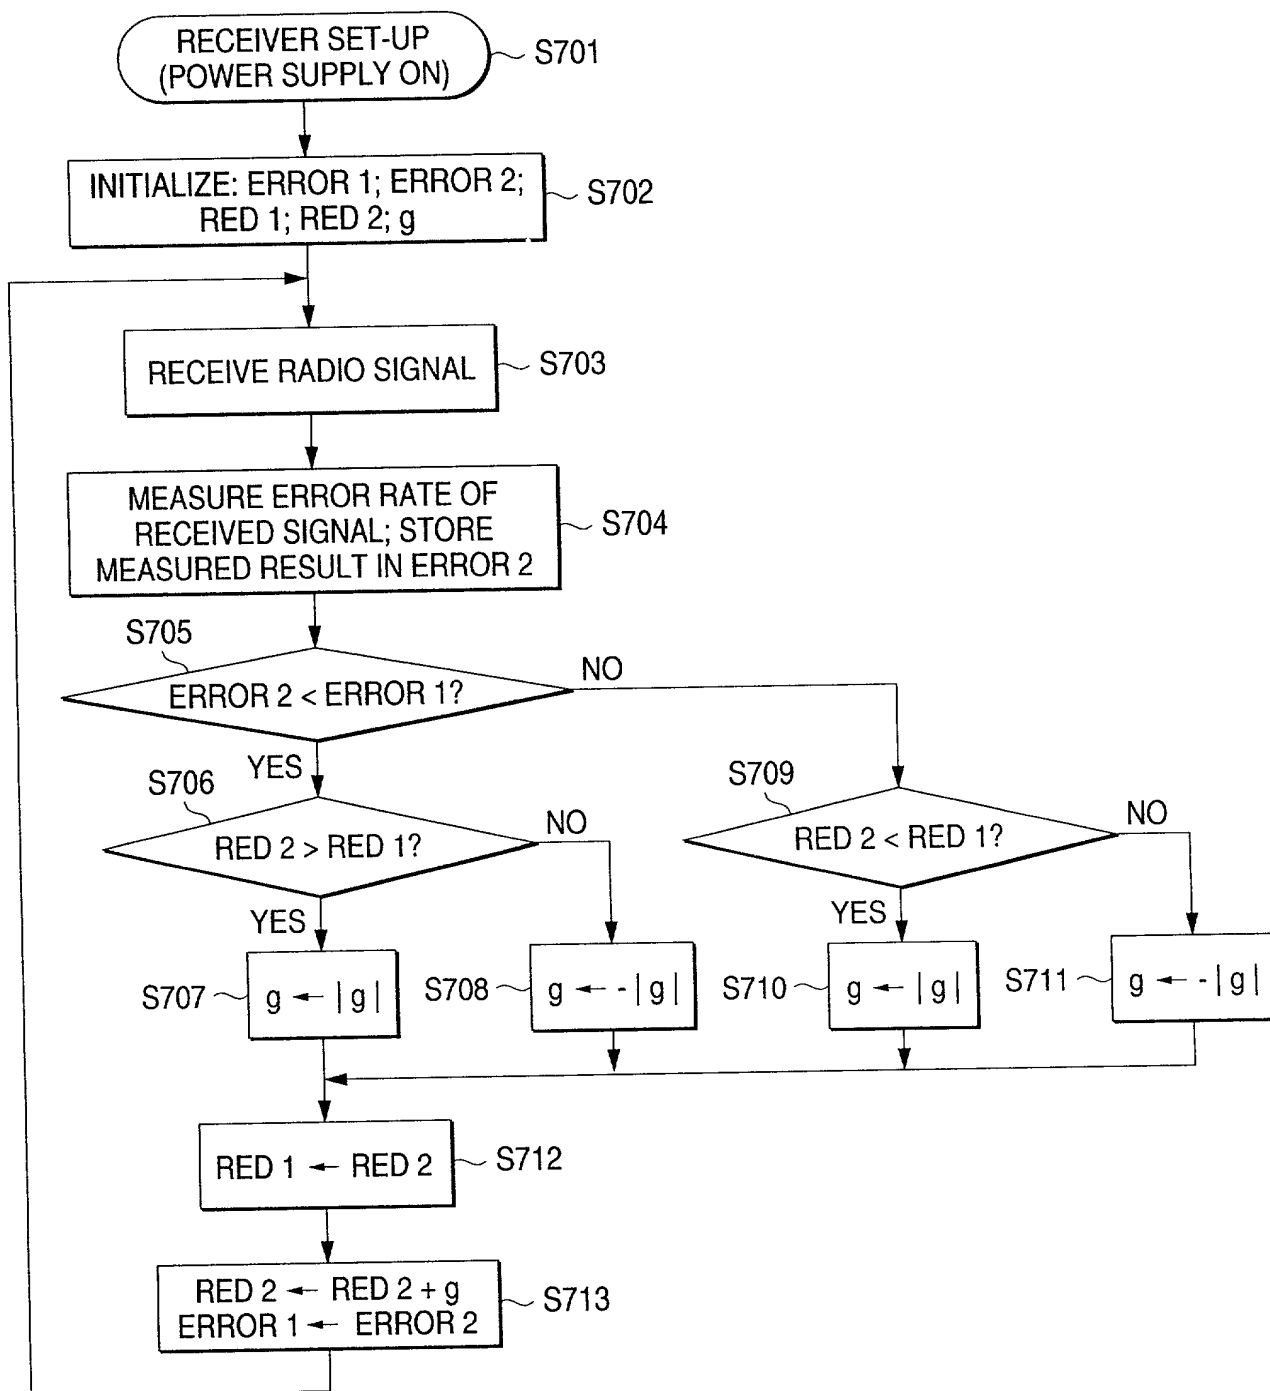 RECEIVER SET-UP
(POWER SUPPLY ON)
S701
INITIALIZE: ERROR 1; ERROR 2;
RED 1; RED 2; g
S702
RECEIVE RADIO SIGNAL
S703
MEASURE ERROR RATE OF
RECEIVED SIGNAL; STORE
MEASURED RESULT IN ERROR 2
S704
S705
ERROR 2 < ERROR 1?
NO
YES
S706
RED 2 > RED 1?
NO
S709
RED 2 < RED 1?
NO
YES
YES
S707
g ← |g|
S708
g ← -|g|
S710
g ← |g|
S711
g ← -|g|
RED 1 ← RED 2
S712
RED 2 ← RED 2 + g
ERROR 1 ← ERROR 2
S713